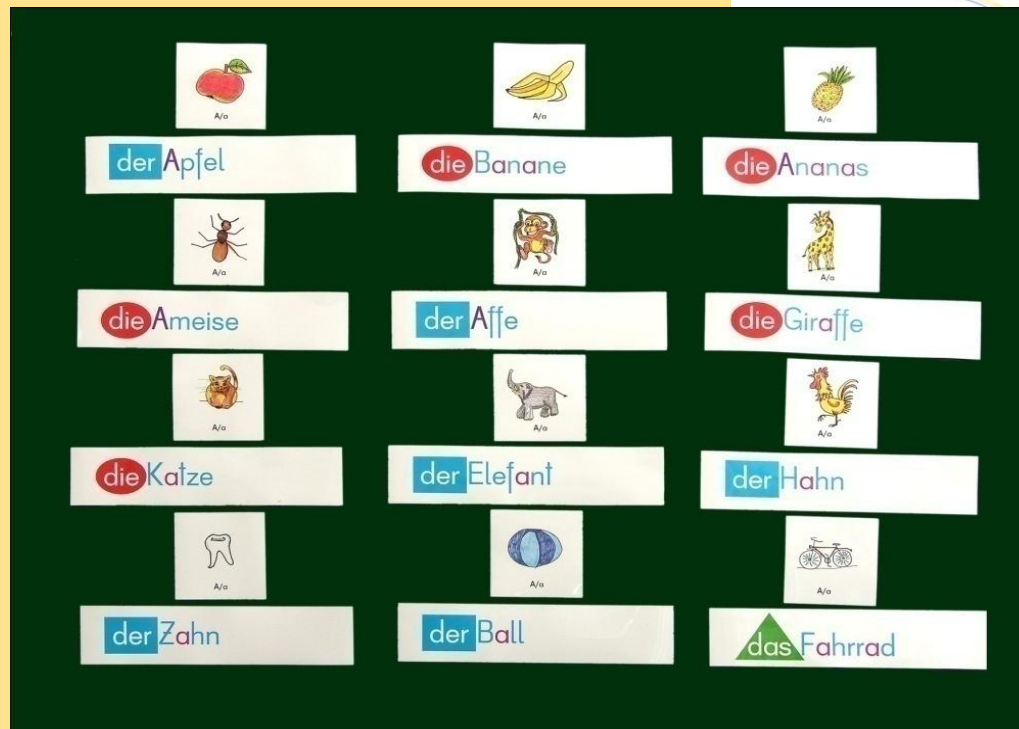 A/a
A/a
A/a
der Apfel
die Banane
die Ananas
A/a
A/a
A/a
die Ameise
der Affe
die Giraffe
A/a
A/a
A/a
die Katze
der Elefant
der Hahn
A/a
A/a
A/a
der Zahn
der Ball
das Fahrrad